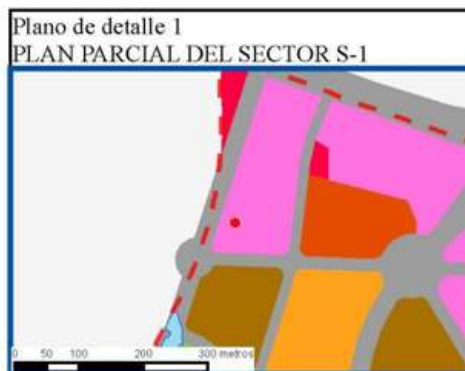 Plano de detalle 1
PLAN PARCIAL DEL SECTOR S-1
0 50 100 200 300 metros